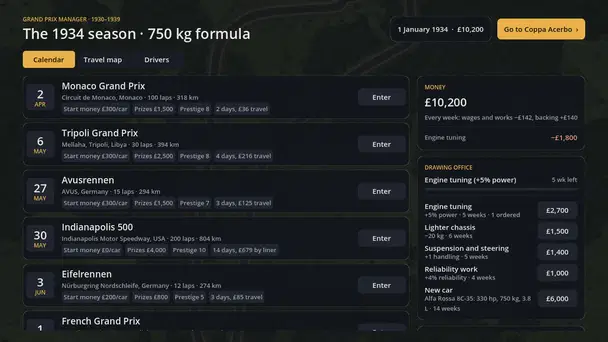 GRAND PRIX MANAGER · 1930–1939
The 1934 season · 750 kg formula
1 January 1934 · £10,200
Go to Coppa Acerbo ›
Calendar
Travel map
Drivers
2
APR
Monaco Grand Prix
Circuit de Monaco, Monaco · 100 laps · 318 km
Start money £300/car
Prizes £1,500
Prestige 8
2 days, £36 travel
Enter
6
MAY
Tripoli Grand Prix
Mellaha, Tripoli, Libya · 30 laps · 394 km
Start money £300/car
Prizes £2,500
Prestige 8
4 days, £216 travel
Enter
27
MAY
Avusrennen
AVUS, Germany · 15 laps · 294 km
Start money £300/car
Prizes £1,500
Prestige 7
3 days, £125 travel
Enter
30
MAY
Indianapolis 500
Indianapolis Motor Speedway, USA · 200 laps · 804 km
Start money £0/car
Prizes £4,000
Prestige 10
14 days, £679 by liner
Enter
3
JUN
Eifelrennen
Nürburgring Nordschleife, Germany · 12 laps · 274 km
Start money £200/car
Prizes £800
Prestige 5
3 days, £85 travel
Enter
1
French Grand Prix
MONEY
£10,200
Every week: wages and works −£142, backing +£140
Engine tuning
−£1,800
DRAWING OFFICE
Engine tuning (+5% power)
5 wk left
Engine tuning
+5% power · 5 weeks · 1 ordered
£2,700
Lighter chassis
−20 kg · 6 weeks
£1,500
Suspension and steering
+1 handling · 5 weeks
£1,400
Reliability work
+4% reliability · 4 weeks
£1,000
New car
Alfa Rossa 8C-35: 330 hp, 750 kg, 3.8
L · 14 weeks
£6,000